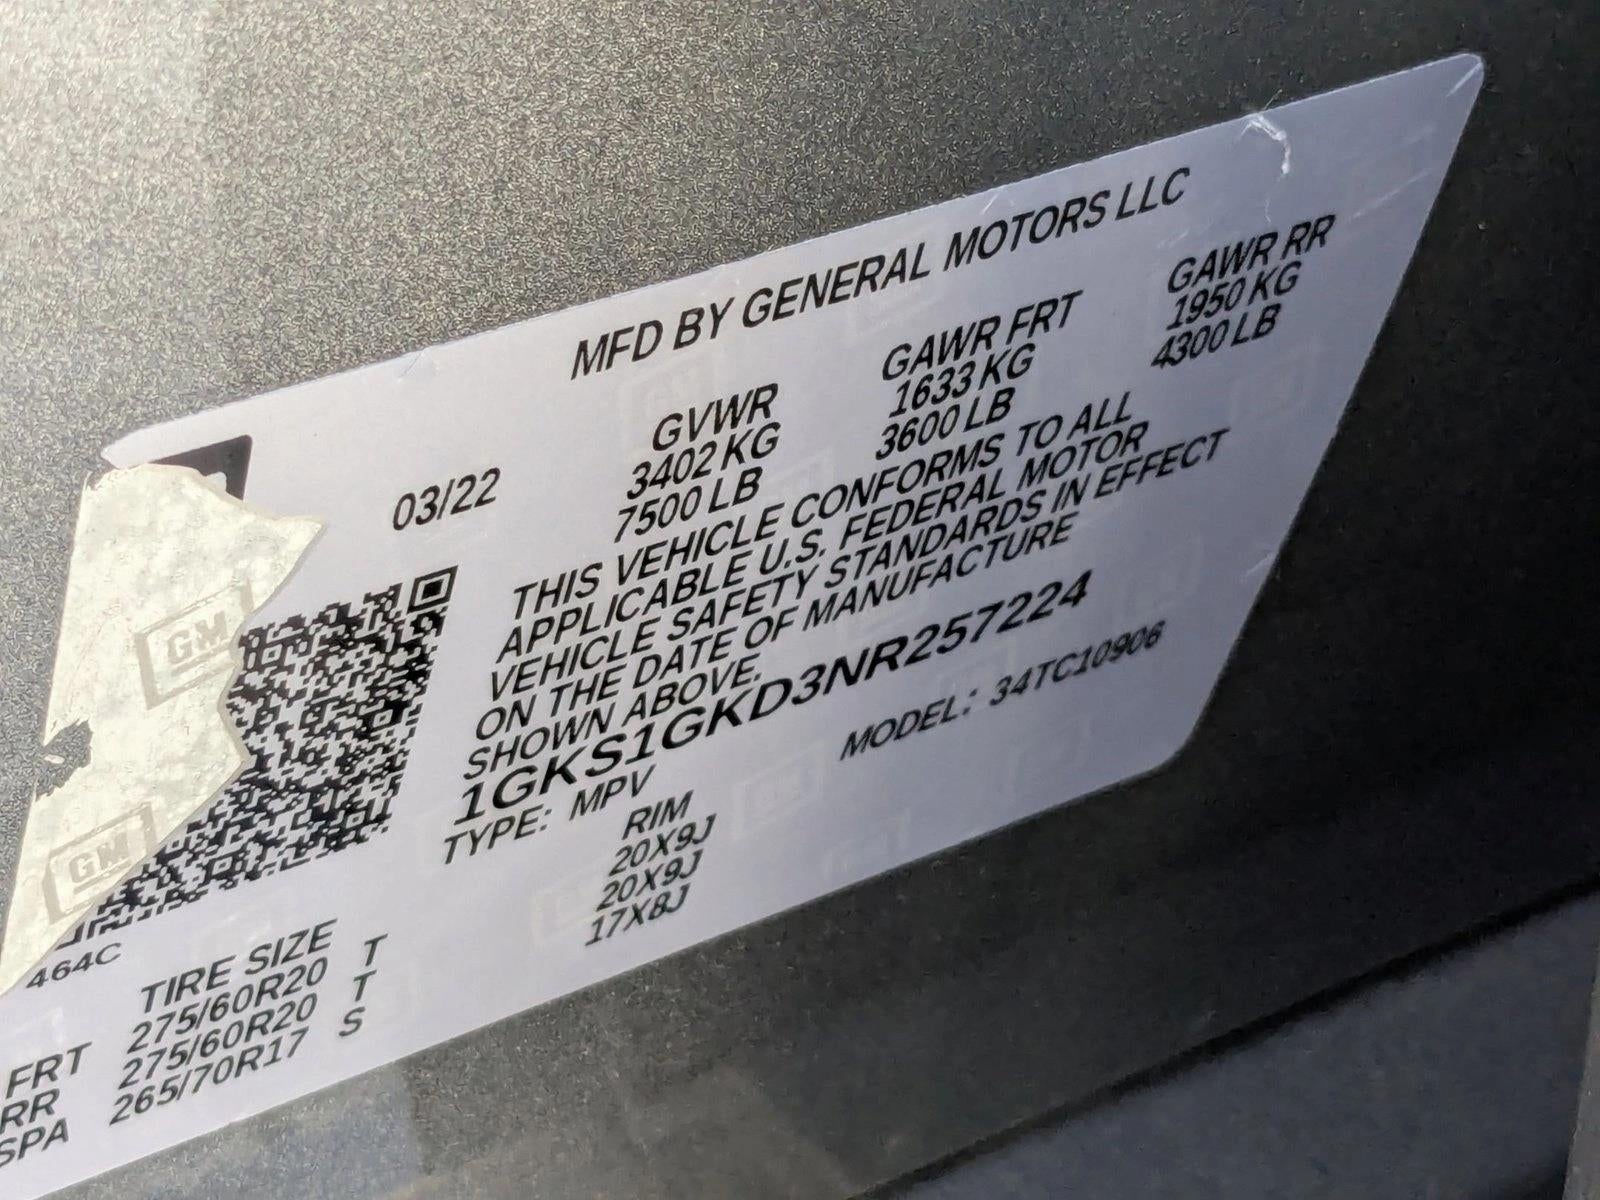 MFD BY GENERAL MOTORS LLC
03/22 GVWR GAWR FRT GAWR RR
3402 KG 1633 KG 1950 KG
7500 LB 3600 LB 4300 LB
THIS VEHICLE CONFORMS TO ALL
APPLICABLE U.S. FEDERAL MOTOR
VEHICLE SAFETY STANDARDS IN EFFECT
ON THE DATE OF MANUFACTURE
SHOWN ABOVE.
1GKS1GKD3NR257224
TYPE: MPV MODEL: 34TC10906
GM
GM
464C
TIRE SIZE RIM
FRT 275/60R20 T 20X9J
RR 275/60R20 T 20X9J
SPA 265/70R17 S 17X8J